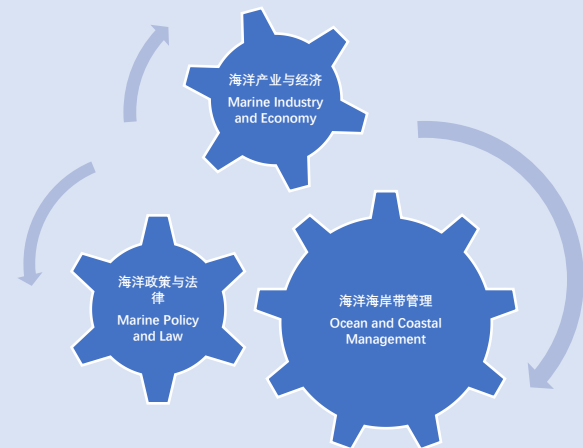 海洋产业与经济
Marine Industry
and Economy
海洋政策与法
律
Marine Policy
and Law
海洋海岸带管理
Ocean and Coastal
Management